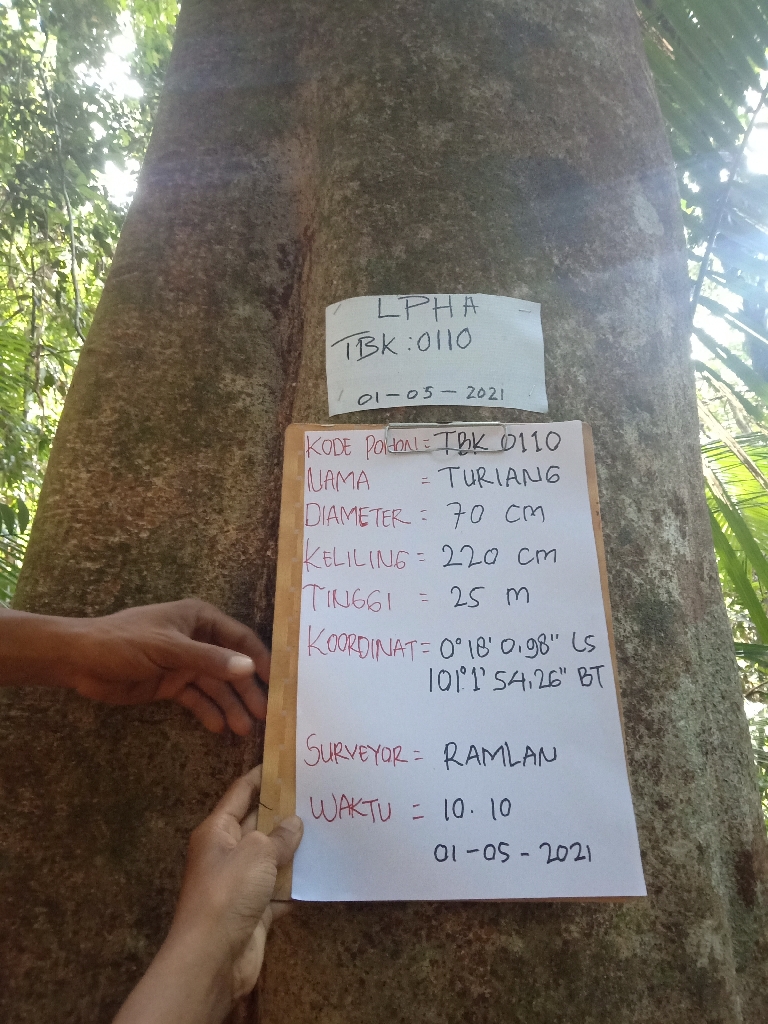 LPHA
TBK : 0110
01-05-2021
KODE POHON = TBK 0110
NAMA = TURIANG
DIAMETER = 70 CM
KELILING = 220 CM
TINGGI = 25 M
KOORDINAT = 0° 18' 0,98" LS
101° 1' 54,26" BT
SURVEYOR = RAMLAN
WAKTU = 10.10
01-05-2021